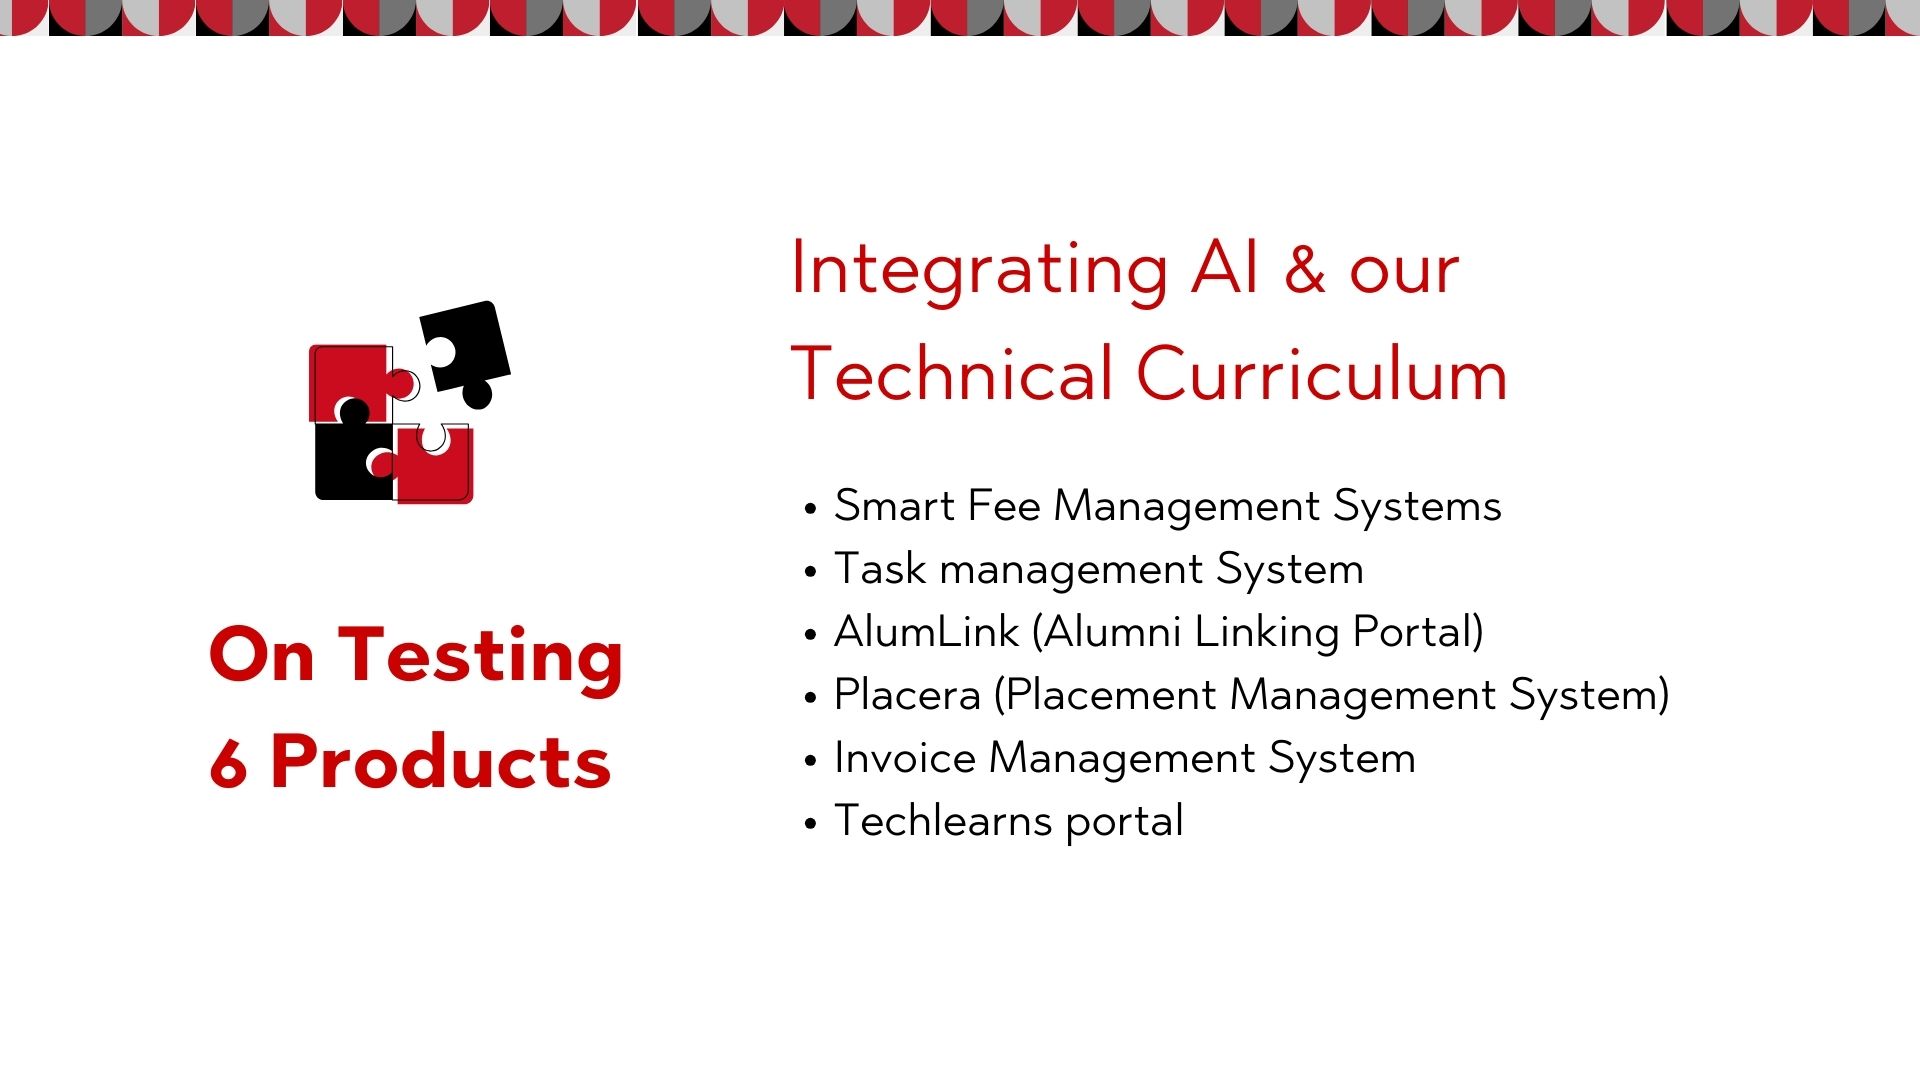 On Testing
6 Products
Integrating AI & our
Technical Curriculum
• Smart Fee Management Systems
• Task management System
• AlumLink (Alumni Linking Portal)
• Placera (Placement Management System)
• Invoice Management System
• Techlearns portal